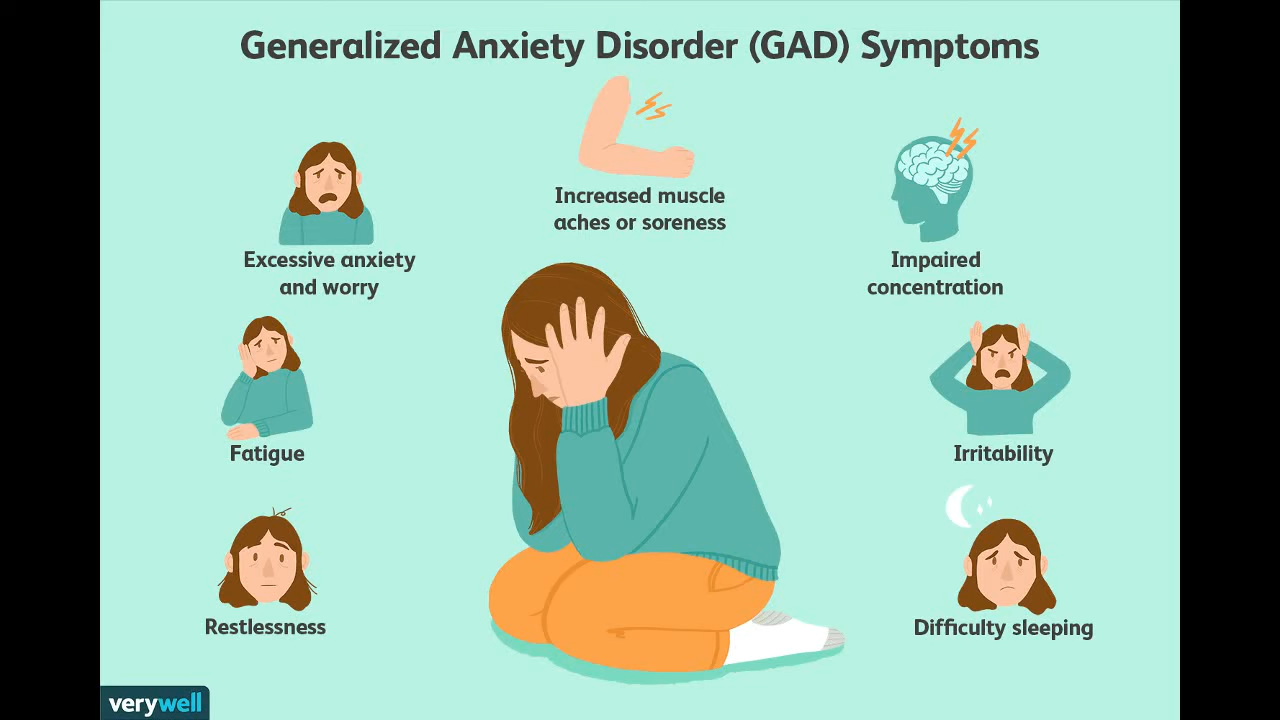 Generalized Anxiety Disorder (GAD) Symptoms
Increased muscle
aches or soreness
Excessive anxiety
and worry
Impaired
concentration
Fatigue
Irritability
Restlessness
Difficulty sleeping
verywell